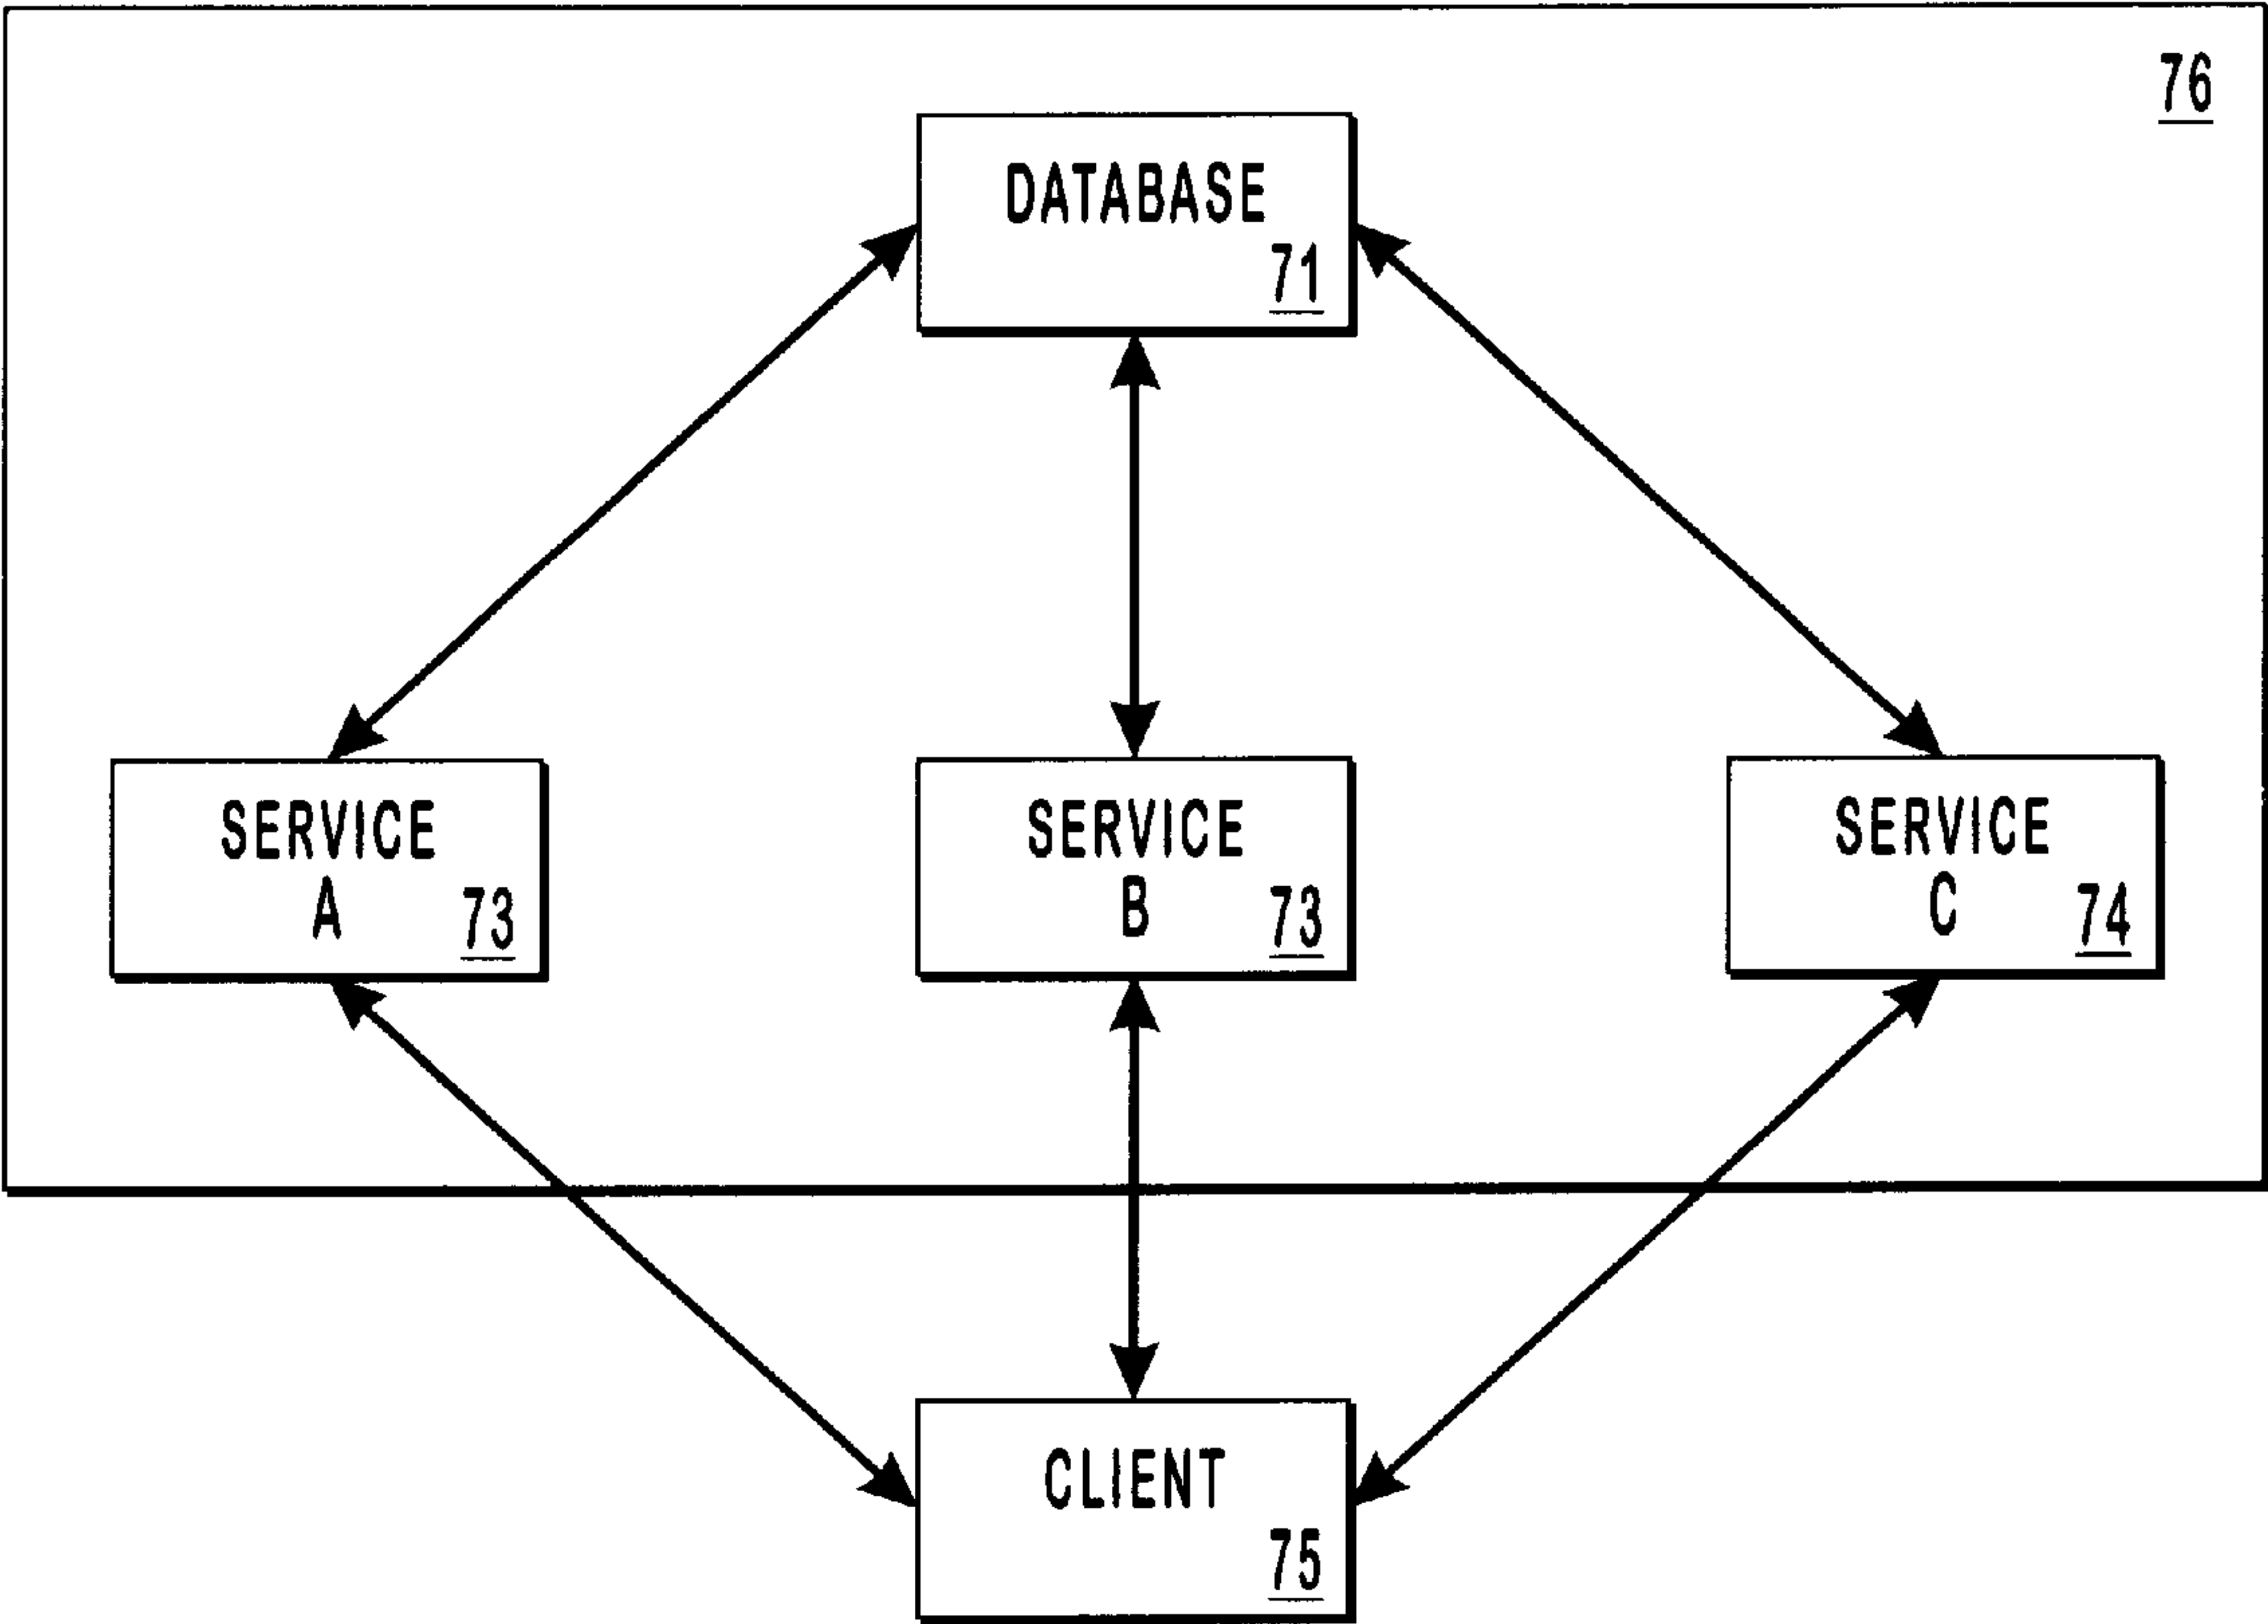 76
DATABASE
71
SERVICE
A
73
SERVICE
B
73
SERVICE
C
74
CLIENT
75